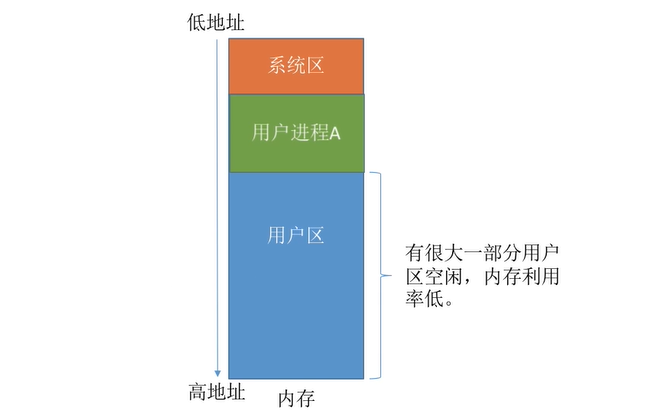 低地址
系统区
用户进程A
用户区
有很大一部分用户
区空闲，内存利用
率低。
高地址
内存